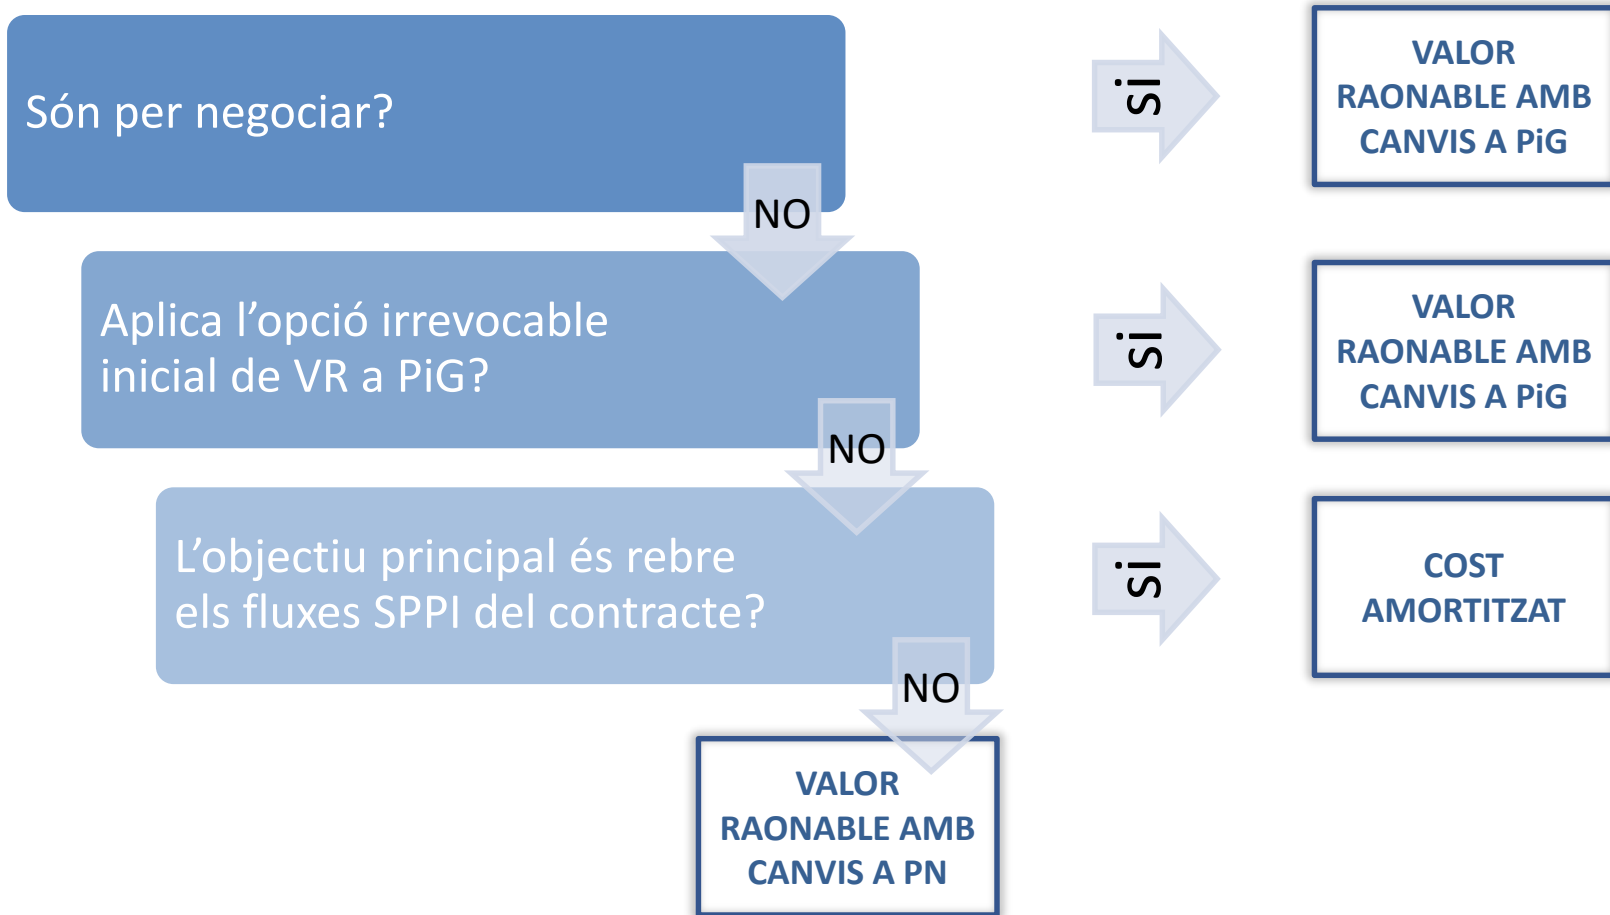 Són per negociar?
si
VALOR
RAONABLE AMB
CANVIS A PiG
NO
Aplica l’opció irrevocable
inicial de VR a PiG?
si
VALOR
RAONABLE AMB
CANVIS A PiG
NO
L’objectiu principal és rebre
els fluxes SPPI del contracte?
si
COST
AMORTITZAT
NO
VALOR
RAONABLE AMB
CANVIS A PN